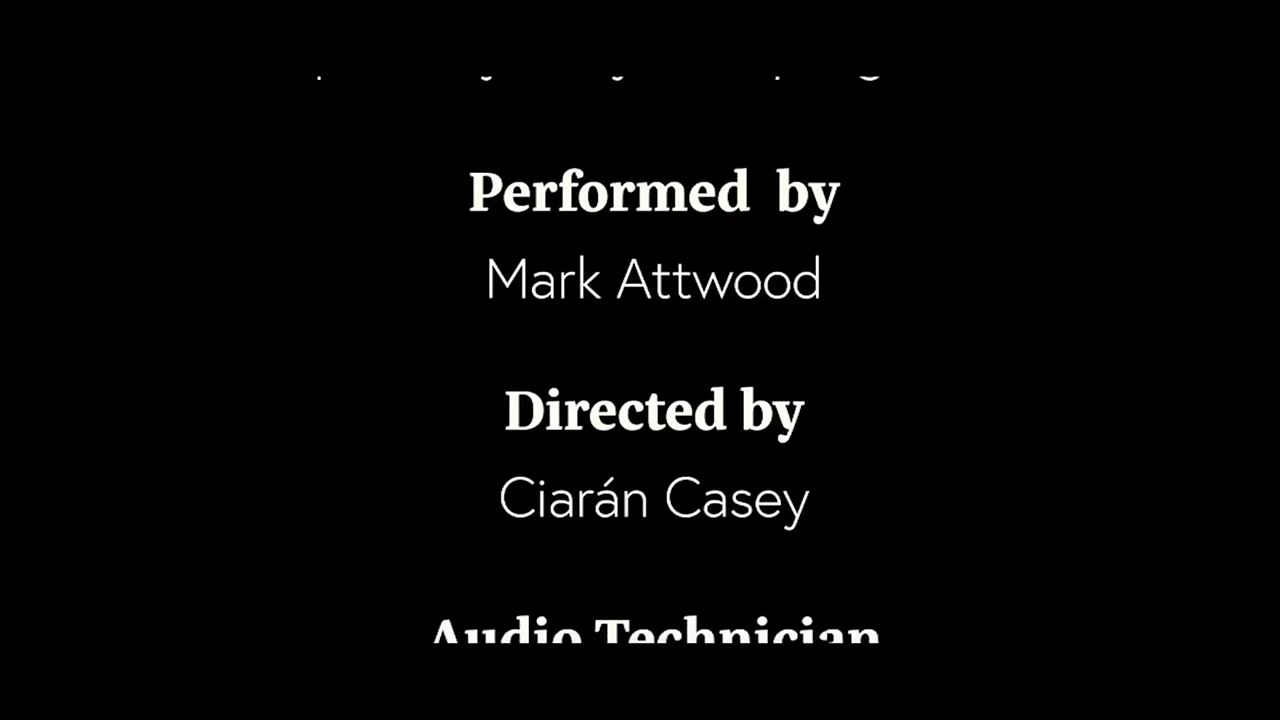 Performed by
Mark Attwood
Directed by
Ciarán Casey
Audio Technician